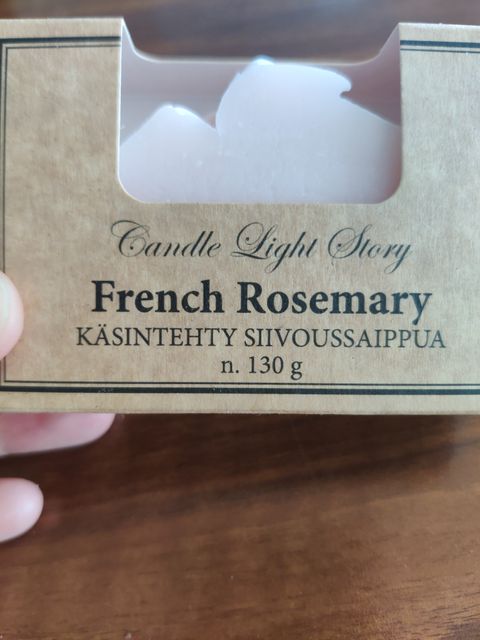 Candle Light Story
French Rosemary
KÄSINTEHTY SIIVOUSSAIPPUA
n. 130 g